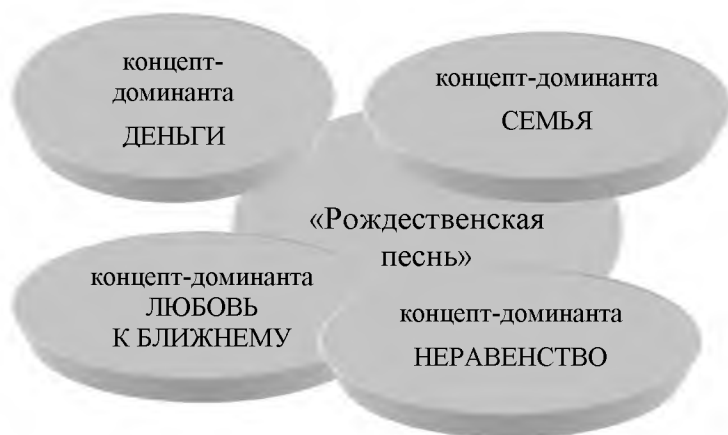 концепт-
доминанта
ДЕНЬГИ
концепт-доминанта
СЕМЬЯ
«Рождественская
песнь»
концепт-доминанта
ЛЮБОВЬ
К БЛИЖНЕМУ
концепт-доминанта
НЕРАВЕНСТВО